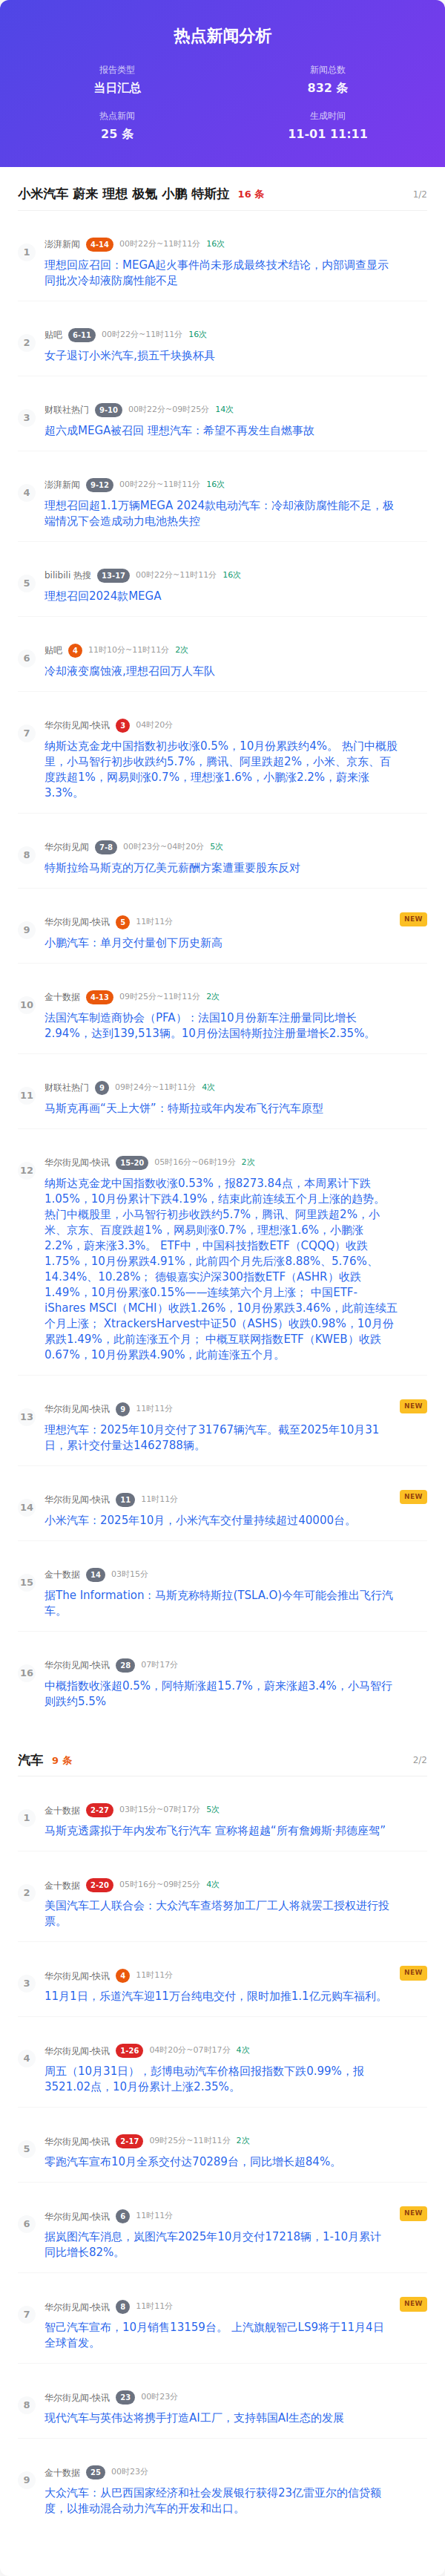 热点新闻分析
报告类型
当日汇总
新闻总数
832 条
热点新闻
25 条
生成时间
11-01 11:11
小米汽车 蔚来 理想 极氪 小鹏 特斯拉 16 条 1/2
1
澎湃新闻 4-14 00时22分~11时11分 16次
理想回应召回：MEGA起火事件尚未形成最终技术结论，内部调查显示
同批次冷却液防腐性能不足
2
贴吧 6-11 00时22分~11时11分 16次
女子退订小米汽车,损五千块换杯具
3
财联社热门 9-10 00时22分~09时25分 14次
超六成MEGA被召回 理想汽车：希望不再发生自燃事故
4
澎湃新闻 9-12 00时22分~11时11分 16次
理想召回超1.1万辆MEGA 2024款电动汽车：冷却液防腐性能不足，极
端情况下会造成动力电池热失控
5
bilibili 热搜 13-17 00时22分~11时11分 16次
理想召回2024款MEGA
6
贴吧 4 11时10分~11时11分 2次
冷却液变腐蚀液,理想召回万人车队
7
华尔街见闻-快讯 3 04时20分
纳斯达克金龙中国指数初步收涨0.5%，10月份累跌约4%。 热门中概股
里，小马智行初步收跌约5.7%，腾讯、阿里跌超2%，小米、京东、百
度跌超1%，网易则涨0.7%，理想涨1.6%，小鹏涨2.2%，蔚来涨
3.3%。
8
华尔街见闻 7-8 00时23分~04时20分 5次
特斯拉给马斯克的万亿美元薪酬方案遭重要股东反对
9
华尔街见闻-快讯 5 11时11分 NEW
小鹏汽车：单月交付量创下历史新高
10
金十数据 4-13 09时25分~11时11分 2次
法国汽车制造商协会（PFA）：法国10月份新车注册量同比增长
2.94%，达到139,513辆。10月份法国特斯拉注册量增长2.35%。
11
财联社热门 9 09时24分~11时11分 4次
马斯克再画“天上大饼”：特斯拉或年内发布飞行汽车原型
12
华尔街见闻-快讯 15-20 05时16分~06时19分 2次
纳斯达克金龙中国指数收涨0.53%，报8273.84点，本周累计下跌
1.05%，10月份累计下跌4.19%，结束此前连续五个月上涨的趋势。
热门中概股里，小马智行初步收跌约5.7%，腾讯、阿里跌超2%，小
米、京东、百度跌超1%，网易则涨0.7%，理想涨1.6%，小鹏涨
2.2%，蔚来涨3.3%。 ETF中，中国科技指数ETF（CQQQ）收跌
1.75%，10月份累跌4.91%，此前四个月先后涨8.88%、5.76%、
14.34%、10.28%； 德银嘉实沪深300指数ETF（ASHR）收跌
1.49%，10月份累涨0.15%——连续第六个月上涨； 中国ETF-
iShares MSCI（MCHI）收跌1.26%，10月份累跌3.46%，此前连续五
个月上涨； XtrackersHarvest中证50（ASHS）收跌0.98%，10月份
累跌1.49%，此前连涨五个月； 中概互联网指数ETF（KWEB）收跌
0.67%，10月份累跌4.90%，此前连涨五个月。
13
华尔街见闻-快讯 9 11时11分 NEW
理想汽车：2025年10月交付了31767辆汽车。截至2025年10月31
日，累计交付量达1462788辆。
14
华尔街见闻-快讯 11 11时11分 NEW
小米汽车：2025年10月，小米汽车交付量持续超过40000台。
15
金十数据 14 03时15分
据The Information：马斯克称特斯拉(TSLA.O)今年可能会推出飞行汽
车。
16
华尔街见闻-快讯 28 07时17分
中概指数收涨超0.5%，阿特斯涨超15.7%，蔚来涨超3.4%，小马智行
则跌约5.5%
汽车 9 条 2/2
1
金十数据 2-27 03时15分~07时17分 5次
马斯克透露拟于年内发布飞行汽车 宣称将超越“所有詹姆斯·邦德座驾”
2
金十数据 2-20 05时16分~09时25分 4次
美国汽车工人联合会：大众汽车查塔努加工厂工人将就罢工授权进行投
票。
3
华尔街见闻-快讯 4 11时11分 NEW
11月1日，乐道汽车迎11万台纯电交付，限时加推1.1亿元购车福利。
4
华尔街见闻-快讯 1-26 04时20分~07时17分 4次
周五（10月31日），彭博电动汽车价格回报指数下跌0.99%，报
3521.02点，10月份累计上涨2.35%。
5
华尔街见闻-快讯 2-17 09时25分~11时11分 2次
零跑汽车宣布10月全系交付达70289台，同比增长超84%。
6
华尔街见闻-快讯 6 11时11分 NEW
据岚图汽车消息，岚图汽车2025年10月交付17218辆，1-10月累计
同比增长82%。
7
华尔街见闻-快讯 8 11时11分 NEW
智己汽车宣布，10月销售13159台。 上汽旗舰智己LS9将于11月4日
全球首发。
8
华尔街见闻-快讯 23 00时23分
现代汽车与英伟达将携手打造AI工厂，支持韩国AI生态的发展
9
金十数据 25 00时23分
大众汽车：从巴西国家经济和社会发展银行获得23亿雷亚尔的信贷额
度，以推动混合动力汽车的开发和出口。